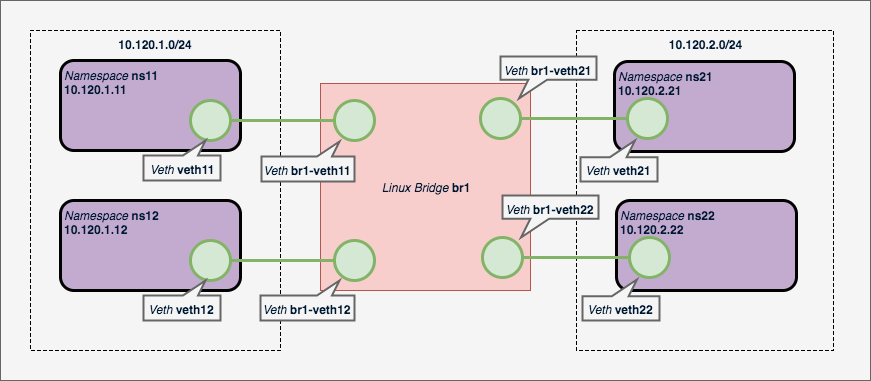 10.120.1.0/24
Namespace ns11
10.120.1.11
Veth veth11
Namespace ns12
10.120.1.12
Veth veth12
Veth br1-veth11
Veth br1-veth12
Linux Bridge br1
Veth br1-veth21
Veth br1-veth22
10.120.2.0/24
Namespace ns21
10.120.2.21
Veth veth21
Namespace ns22
10.120.2.22
Veth veth22